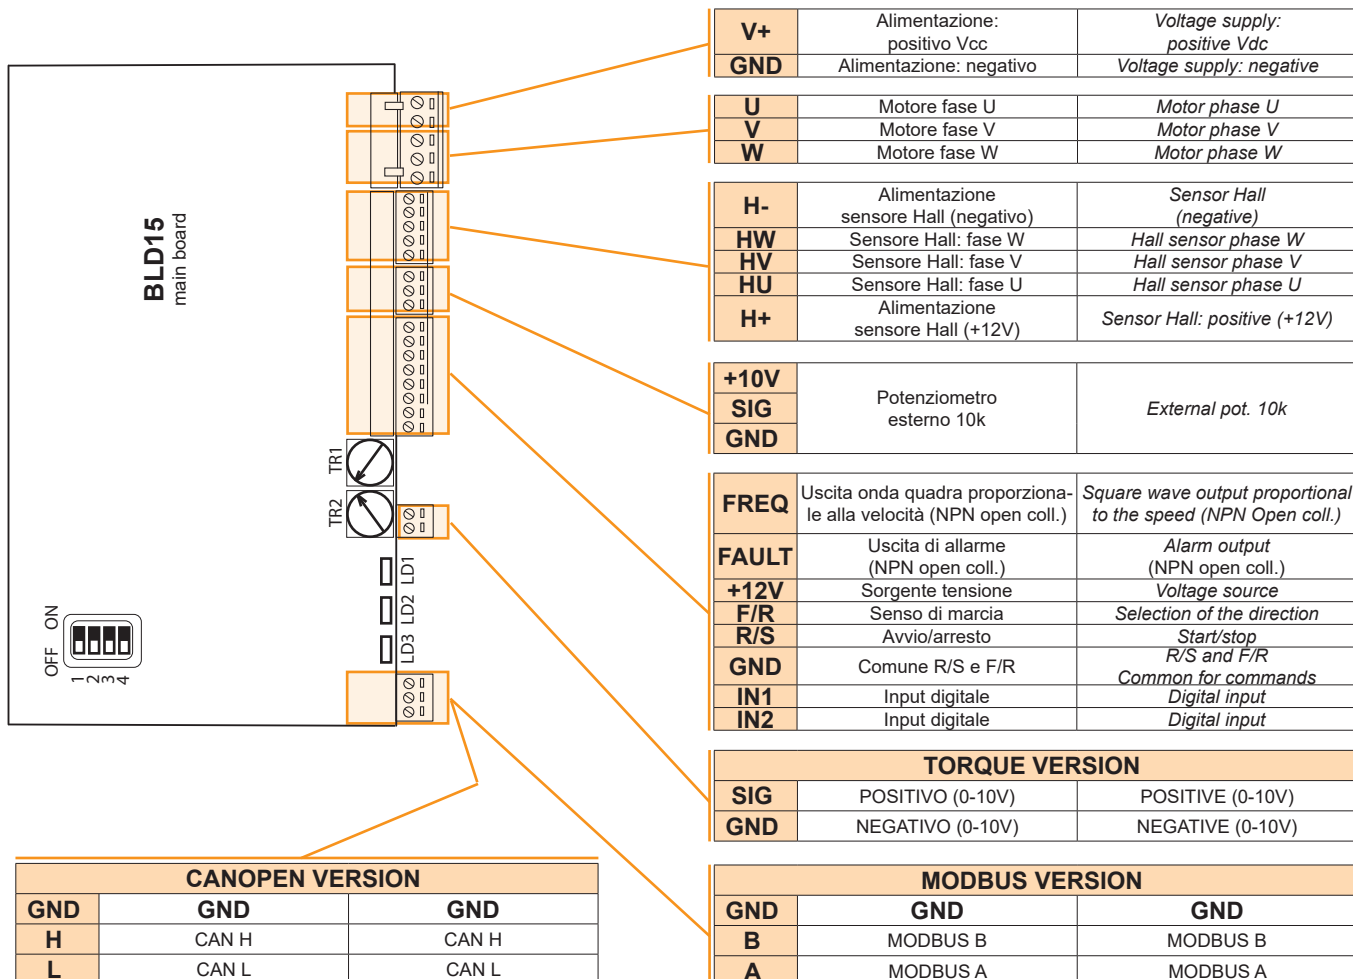 V+ Alimentazione: positivo Vcc Voltage supply: positive Vdc
GND Alimentazione: negativo Voltage supply: negative
U Motore fase U Motor phase U
V Motore fase V Motor phase V
W Motore fase W Motor phase W
H- Alimentazione sensore Hall (negativo) Sensor Hall (negative)
HW Sensore Hall: fase W Hall sensor phase W
HV Sensore Hall: fase V Hall sensor phase V
HU Sensore Hall: fase U Hall sensor phase U
H+ Alimentazione sensore Hall (+12V) Sensor Hall: positive (+12V)
+10V
SIG Potenziometro esterno 10k External pot. 10k
GND
FREQ Uscita onda quadra proporziona-le alla velocità (NPN open coll.) Square wave output proportional to the speed (NPN Open coll.)
FAULT Uscita di allarme (NPN open coll.) Alarm output (NPN open coll.)
+12V Sorgente tensione Voltage source
F/R Senso di marcia Selection of the direction
R/S Avvio/arresto Start/stop
GND Comune R/S e F/R R/S and F/R Common for commands
IN1 Input digitale Digital input
IN2 Input digitale Digital input
TORQUE VERSION
SIG POSITIVO (0-10V) POSITIVE (0-10V)
GND NEGATIVO (0-10V) NEGATIVE (0-10V)
MODBUS VERSION
GND GND GND
B MODBUS B MODBUS B
A MODBUS A MODBUS A
BLD15
main board
TR1
TR2
LD1
LD2
LD3
OFF ON
1 2 3 4
CANOPEN VERSION
GND GND GND
H CAN H CAN H
L CAN L CAN L